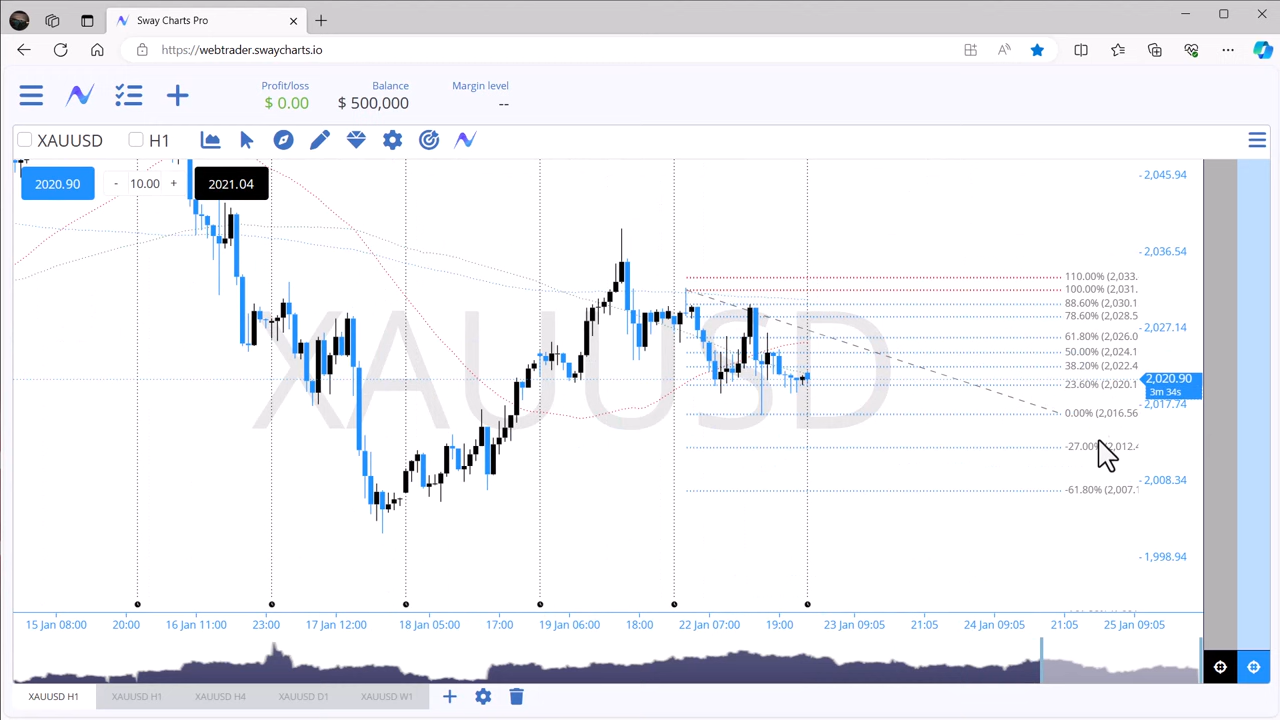 Sway Charts Pro
https://webtrader.swaycharts.io
Profit/loss
$ 0.00
Balance
$ 500,000
Margin level
--
XAUUSD
H1
2020.90
- 10.00 +
2021.04
XAUUSD
110.00% (2,033.
100.00% (2,031.
88.60% (2,030.1
78.60% (2,028.5
61.80% (2,026.0
50.00% (2,024.1
38.20% (2,022.4
23.60% (2,020.1
0.00% (2,016.56
-27.00% (2,012.4
-61.80% (2,007.1
- 2,045.94
- 2,036.54
- 2,027.14
2,020.90
3m 34s
- 2,017.74
- 2,008.34
- 1,998.94
15 Jan 08:00 20:00 16 Jan 11:00 23:00 17 Jan 12:00 18 Jan 05:00 17:00 19 Jan 06:00 18:00 22 Jan 07:00 19:00 23 Jan 09:05 21:05 24 Jan 09:05 21:05 25 Jan 09:05
XAUUSD H1 XAUUSD H1 XAUUSD H4 XAUUSD D1 XAUUSD W1